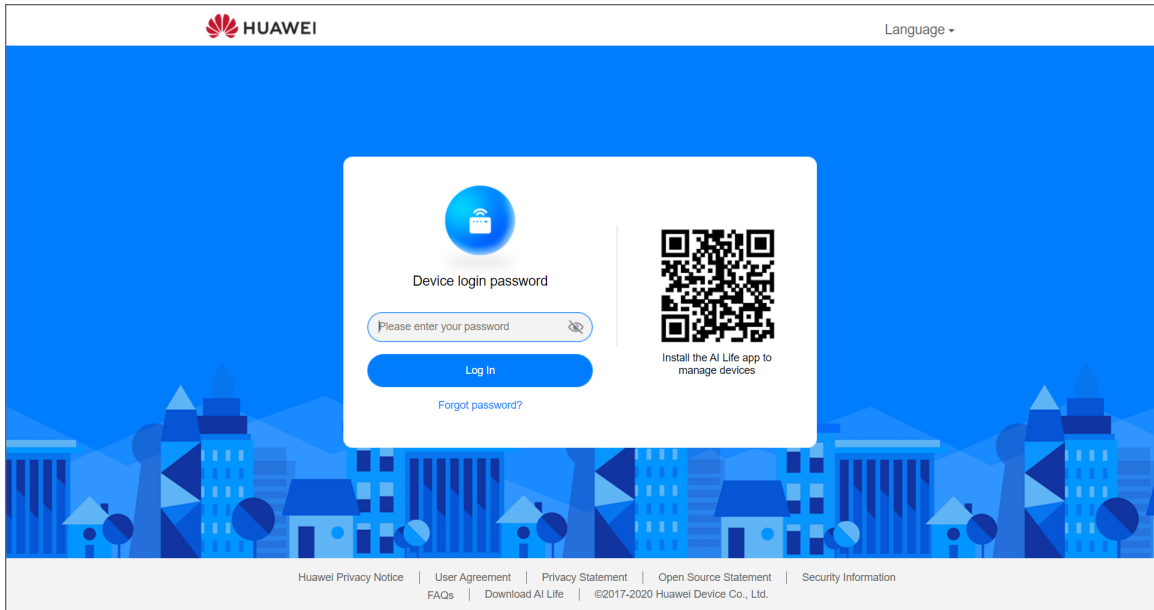 HUAWEI
Language
Device login password
Please enter your password
Log In
Forgot password?
Install the AI Life app to
manage devices
Huawei Privacy Notice | User Agreement | Privacy Statement | Open Source Statement | Security Information
FAQs | Download AI Life | ©2017-2020 Huawei Device Co., Ltd.